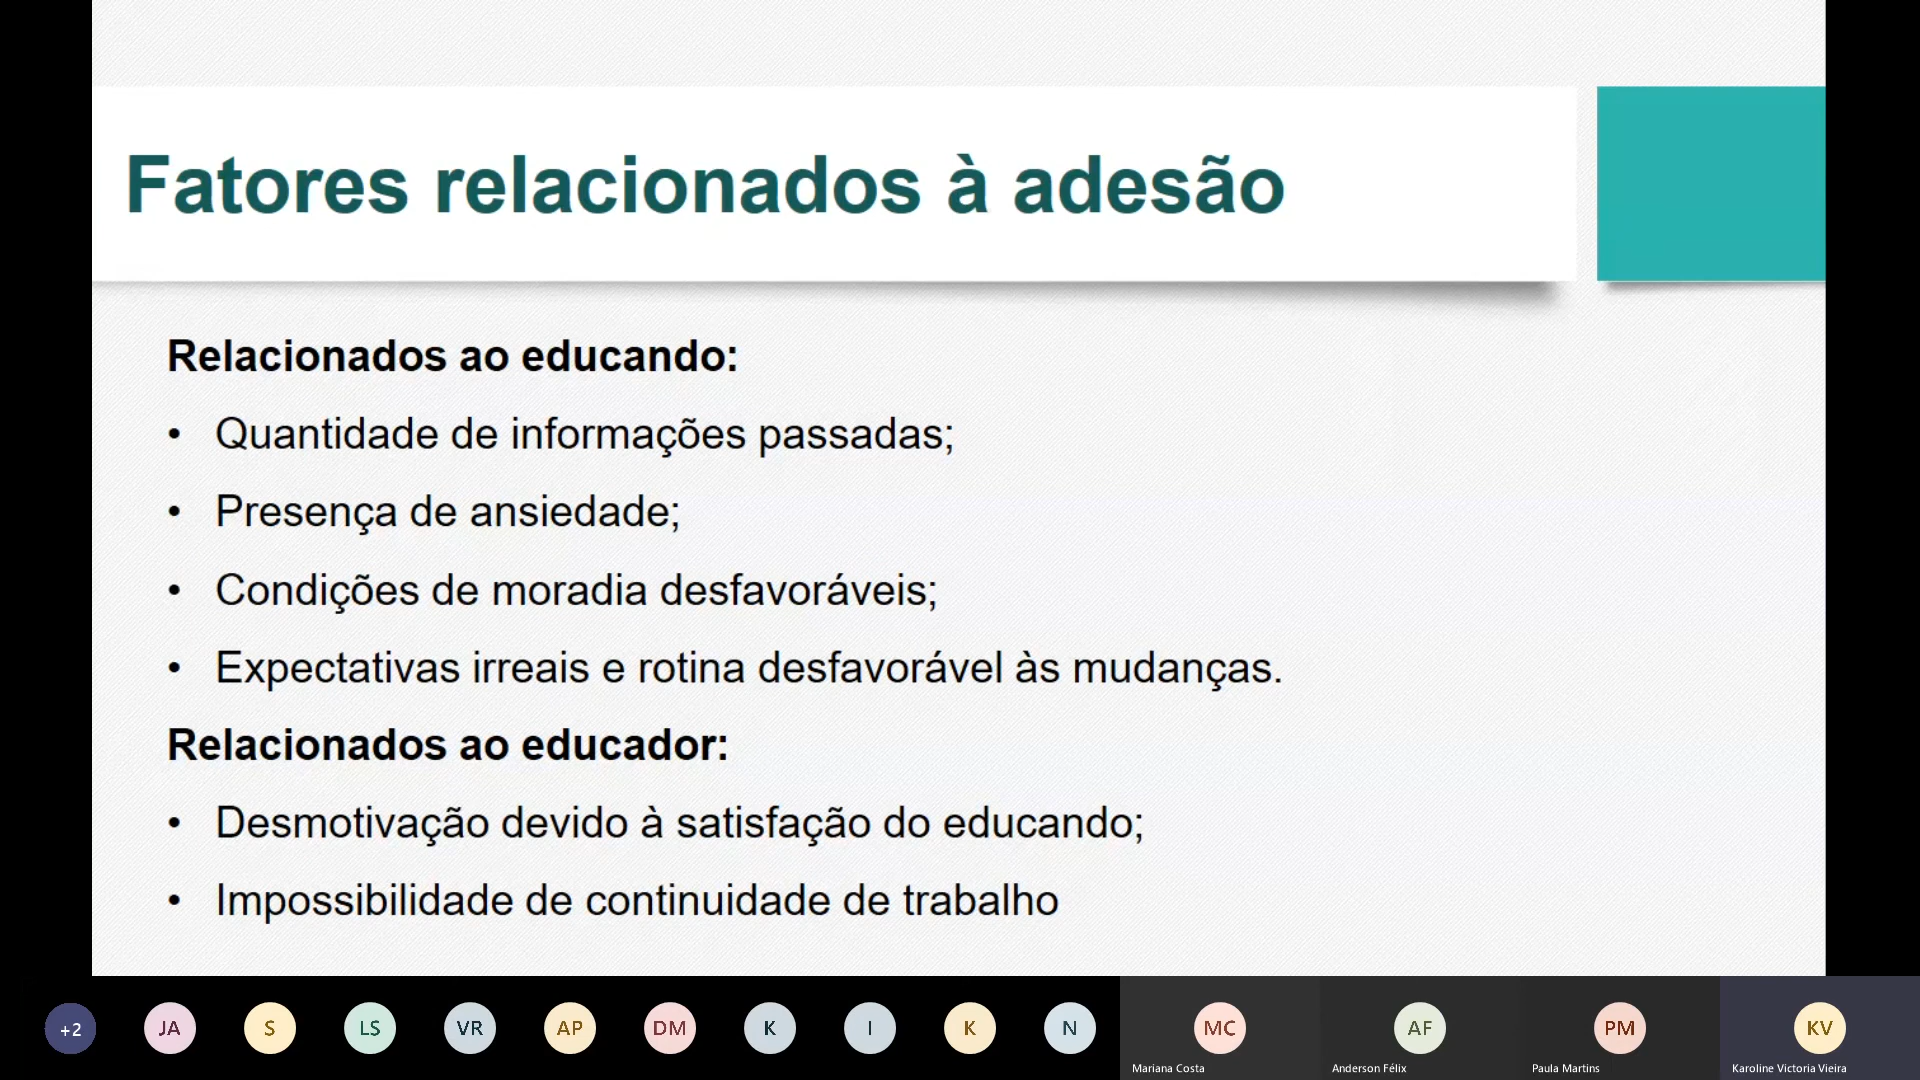 Fatores relacionados à adesão
Relacionados ao educando:
• Quantidade de informações passadas;
• Presença de ansiedade;
• Condições de moradia desfavoráveis;
• Expectativas irreais e rotina desfavorável às mudanças.
Relacionados ao educador:
• Desmotivação devido à satisfação do educando;
• Impossibilidade de continuidade de trabalho
+2 JA S LS VR AP DM K I K N MC AF PM KV
Mariana Costa Anderson Félix Paula Martins Karoline Victoria Vieira